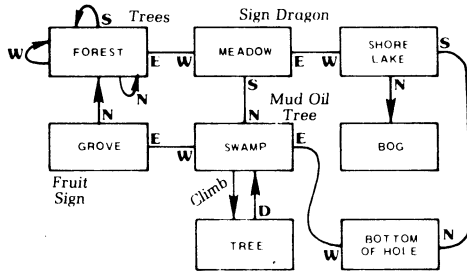 Trees Sign Dragon
S S
W FOREST E W MEADOW E W SHORE LAKE
N S N
Mud Oil
Tree
N N
GROVE E W SWAMP E BOG
Fruit
Sign
Climb
D
TREE W BOTTOM OF HOLE N